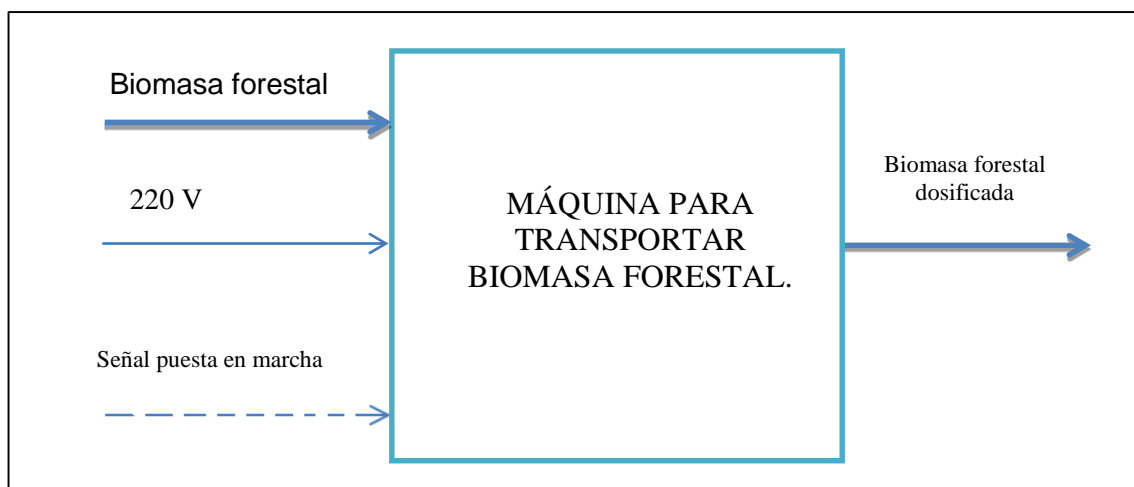 Biomasa forestal
220 V
Señal puesta en marcha
MÁQUINA PARA
TRANSPORTAR
BIOMASA FORESTAL.
Biomasa forestal
dosificada